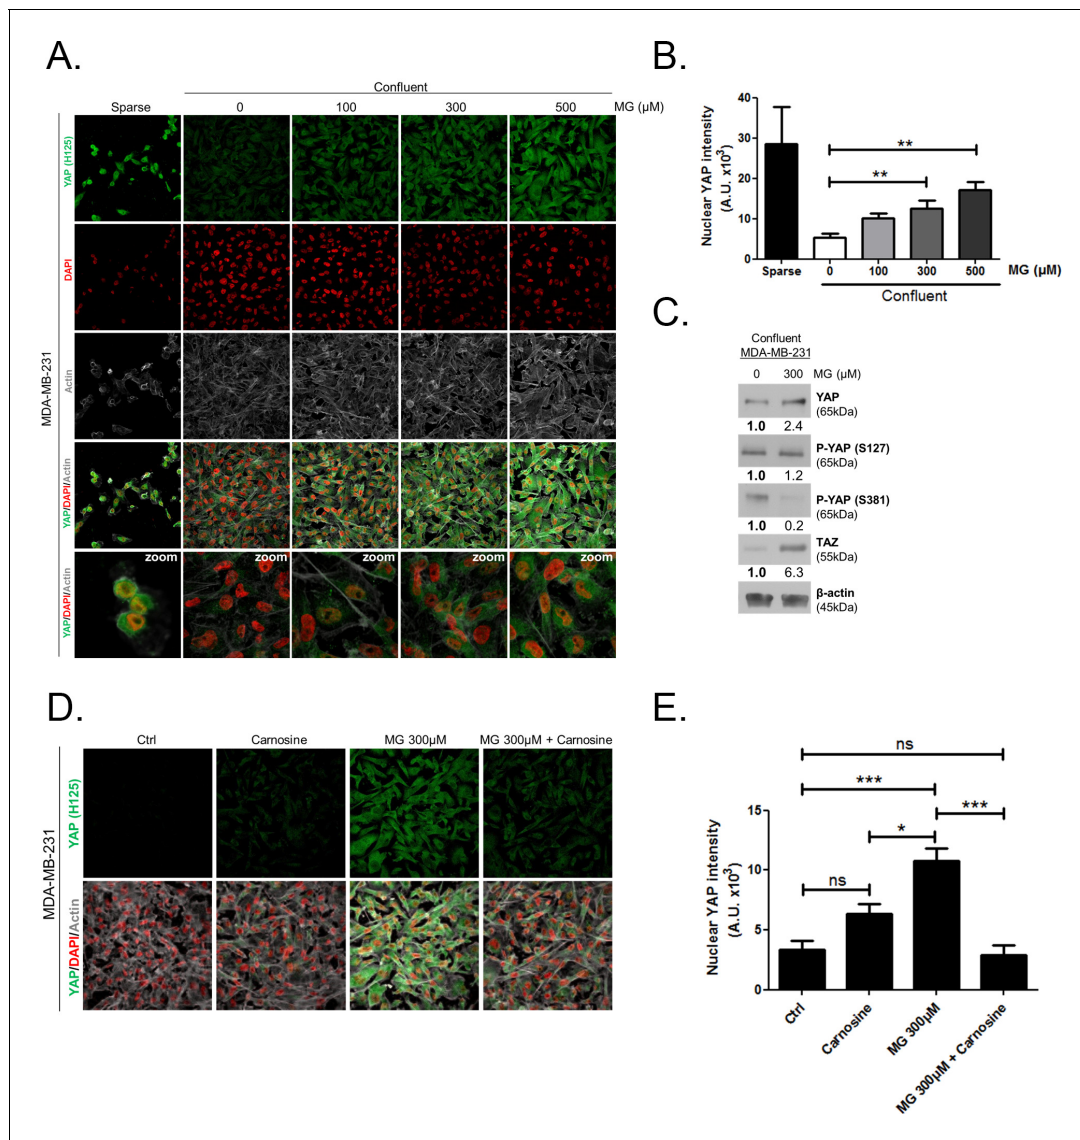 A.
Confluent
Sparse 0 100 300 500 MG (µM)
MDA-MB-231
YAP (H125)
DAPI
Actin
YAP/DAPI/Actin
YAP/DAPI/Actin
zoom zoom zoom zoom zoom
B.
Nuclear YAP intensity
(A.U. x10³)
40
30
20
10
0
**
**
Sparse 0 100 300 500 MG (µM)
Confluent
C.
Confluent
MDA-MB-231
0 300 MG (µM)
YAP
(65kDa)
1.0 2.4
P-YAP (S127)
(65kDa)
1.0 1.2
P-YAP (S381)
(65kDa)
1.0 0.2
TAZ
(55kDa)
1.0 6.3
β-actin
(45kDa)
D.
Ctrl Carnosine MG 300µM MG 300µM + Carnosine
MDA-MB-231
YAP (H125)
YAP/DAPI/Actin
E.
Nuclear YAP intensity
(A.U. x10³)
15
10
5
0
ns
***
***
*
ns
Ctrl
Carnosine
MG 300µM
MG 300µM + Carnosine